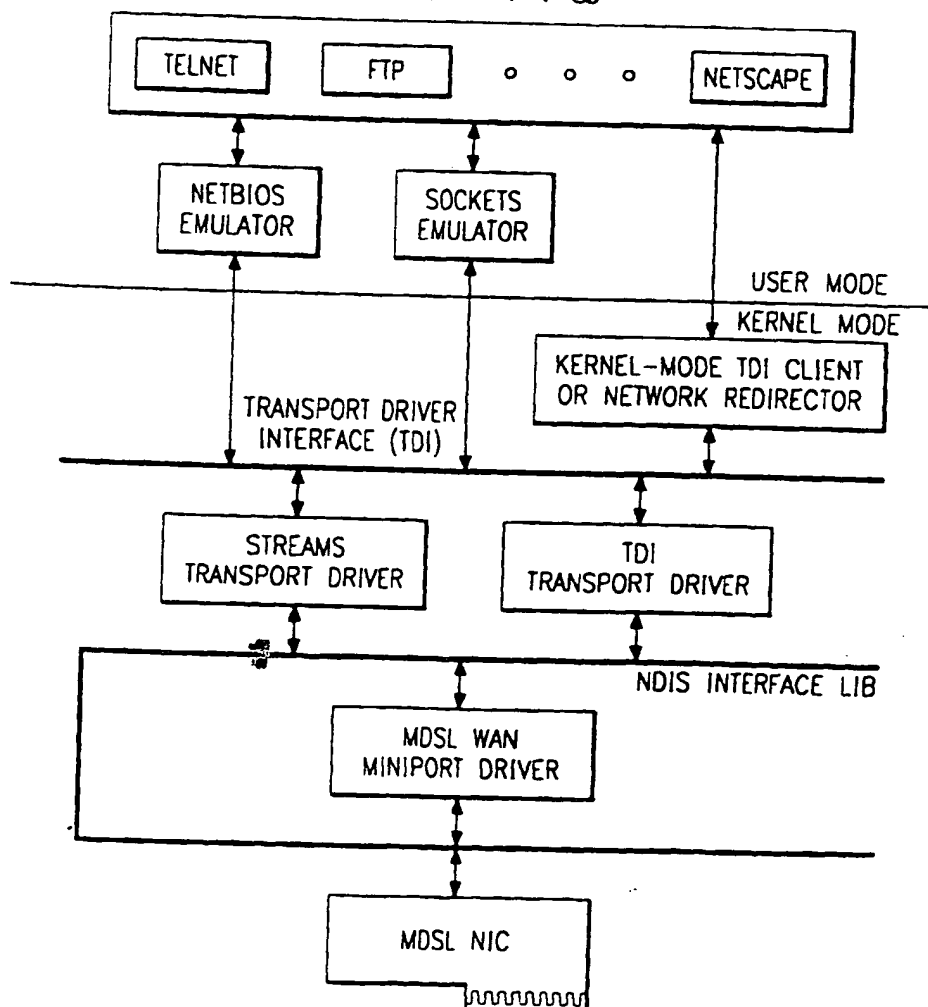 TELNET
FTP
NETSCAPE
NETBIOS
EMULATOR
SOCKETS
EMULATOR
USER MODE
KERNEL MODE
KERNEL-MODE TDI CLIENT
OR NETWORK REDIRECTOR
TRANSPORT DRIVER
INTERFACE (TDI)
STREAMS
TRANSPORT DRIVER
TDI
TRANSPORT DRIVER
NDIS INTERFACE LIB
MDSL WAN
MINIPORT DRIVER
MDSL NIC